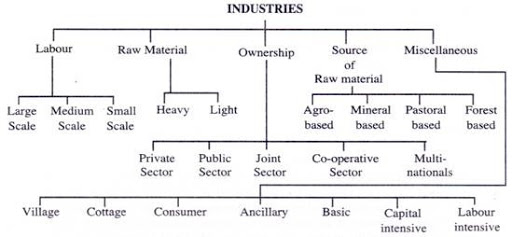 INDUSTRIES
Labour Raw Material Ownership Source Miscellaneous
of
Raw material
Large Medium Small Heavy Light Agro- Mineral Pastoral Forest
Scale Scale Scale based based based based
Private Public Joint Co-operative Multi-
Sector Sector Sector Sector nationals
Village Cottage Consumer Ancillary Basic Capital Labour
intensive intensive